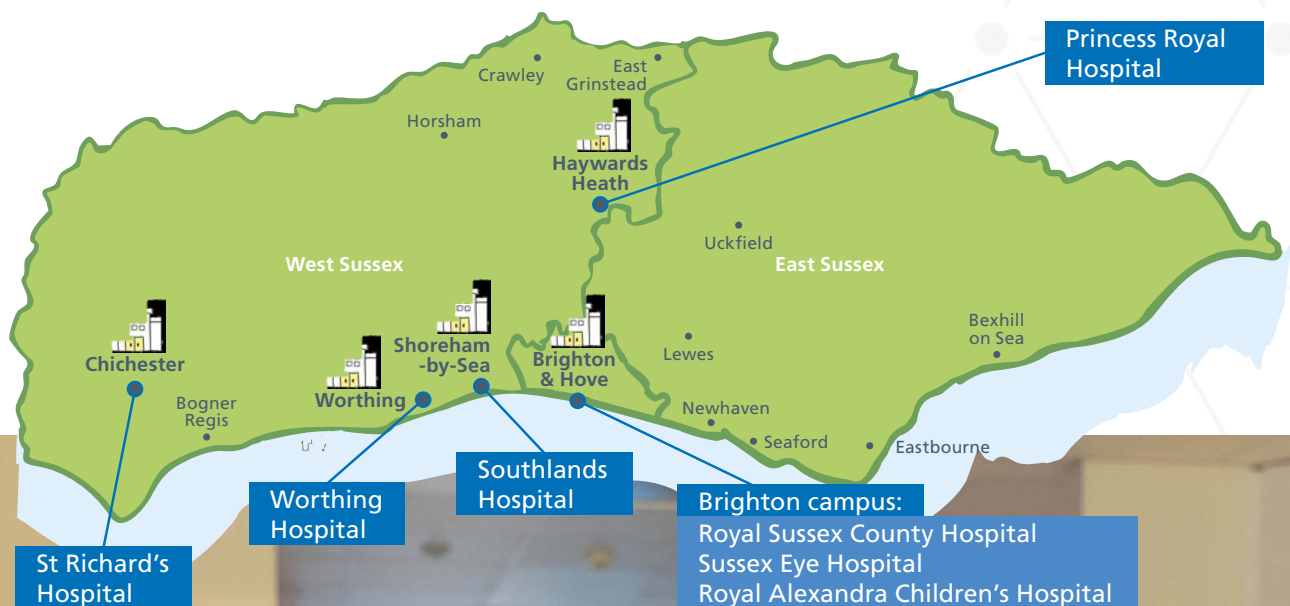 Princess Royal
Hospital
Crawley
East
Grinstead
Horsham
Haywards
Heath
Uckfield
West Sussex
East Sussex
Bexhill
on Sea
Chichester
Shoreham
-by-Sea
Brighton
& Hove
Lewes
Worthing
Bogner
Regis
Newhaven
Seaford
Eastbourne
Southlands
Hospital
Worthing
Hospital
Brighton campus:
Royal Sussex County Hospital
Sussex Eye Hospital
Royal Alexandra Children's Hospital
St Richard's
Hospital